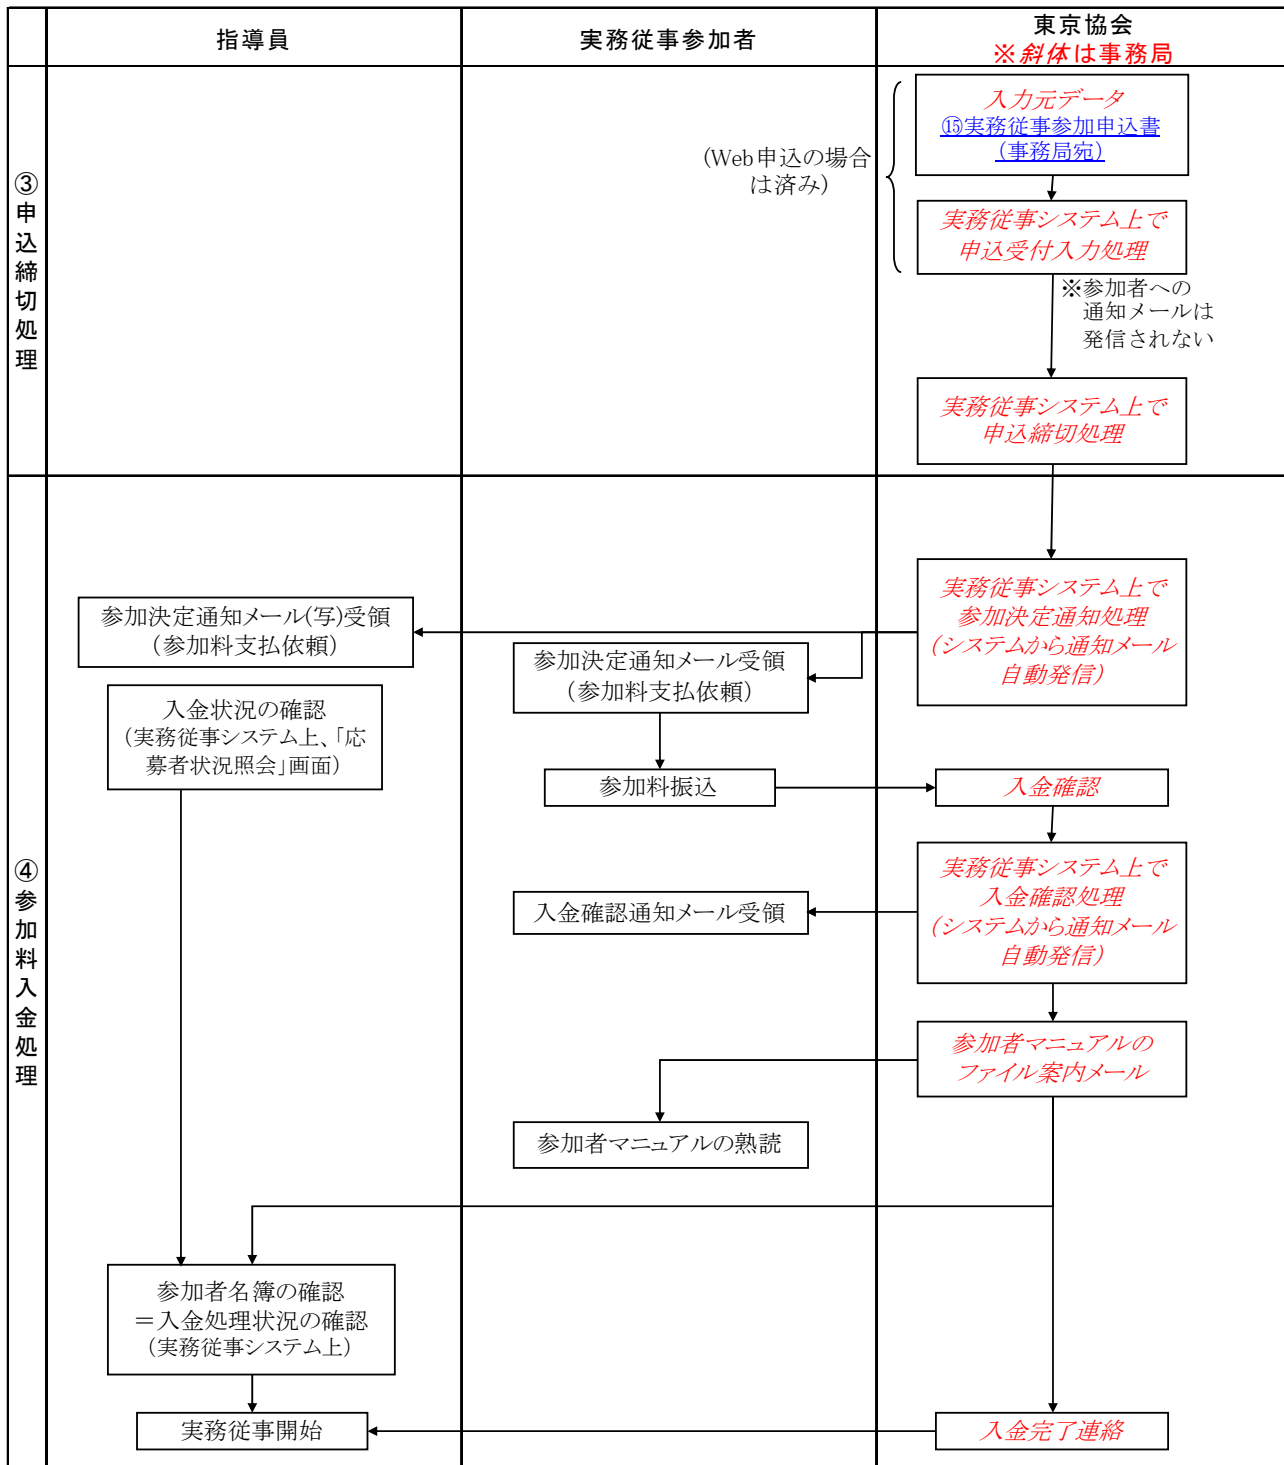 指導員
実務従事参加者
東京協会
※斜体は事務局
③申込締切処理
(Web申込の場合
は済み)
入力元データ
⑮実務従事参加申込書
(事務局宛)
実務従事システム上で
申込受付入力処理
※参加者への
通知メールは
発信されない
実務従事システム上で
申込締切処理
④参加料入金処理
実務従事システム上で
参加決定通知処理
(システムから通知メール
自動発信)
参加決定通知メール(写)受領
(参加料支払依頼)
参加決定通知メール受領
(参加料支払依頼)
入金状況の確認
(実務従事システム上、「応
募者状況照会」画面)
参加料振込
入金確認
実務従事システム上で
入金確認処理
(システムから通知メール
自動発信)
入金確認通知メール受領
参加者マニュアルの
ファイル案内メール
参加者マニュアルの熟読
参加者名簿の確認
＝入金処理状況の確認
(実務従事システム上)
実務従事開始
入金完了連絡